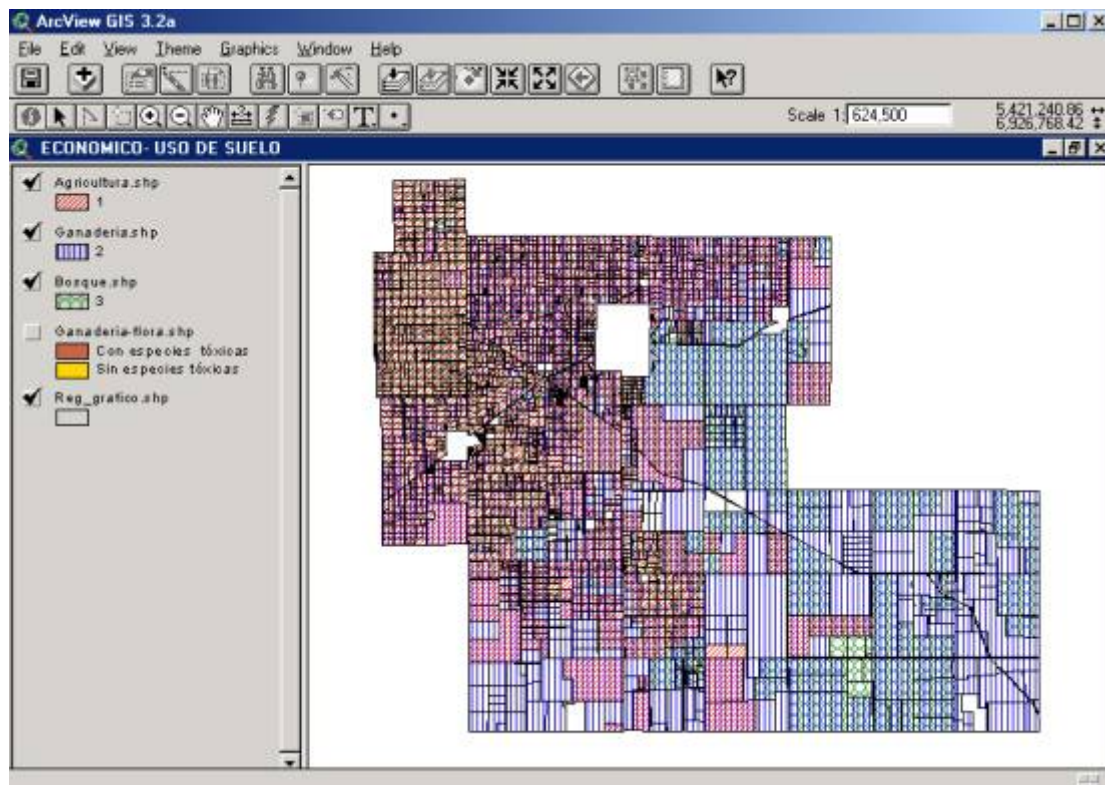 ArcView GIS 3.2a
File Edit View Theme Graphics Window Help
Scale 1: 624,500
5,421,240.86
6,926,768.42
ECONOMICO- USO DE SUELO
Agricultura.shp
1
Ganaderia.shp
2
Bosque.shp
3
Ganaderia-flora.shp
Con especies tóxicas
Sin especies tóxicas
Reg_grafico.shp